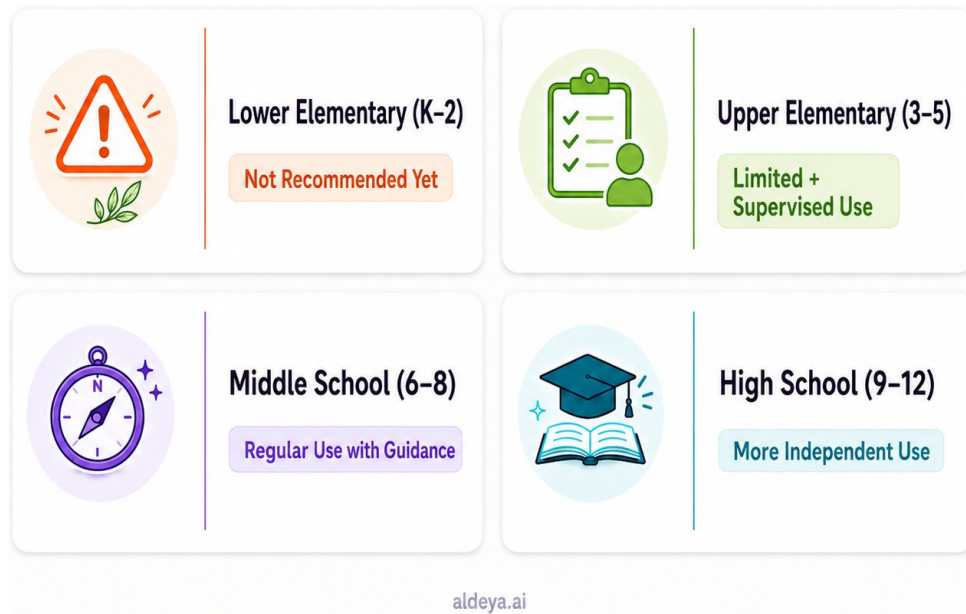 Lower Elementary (K–2)
Not Recommended Yet
Upper Elementary (3–5)
Limited +
Supervised Use
N
Middle School (6–8)
Regular Use with Guidance
High School (9–12)
More Independent Use
aldeya.ai